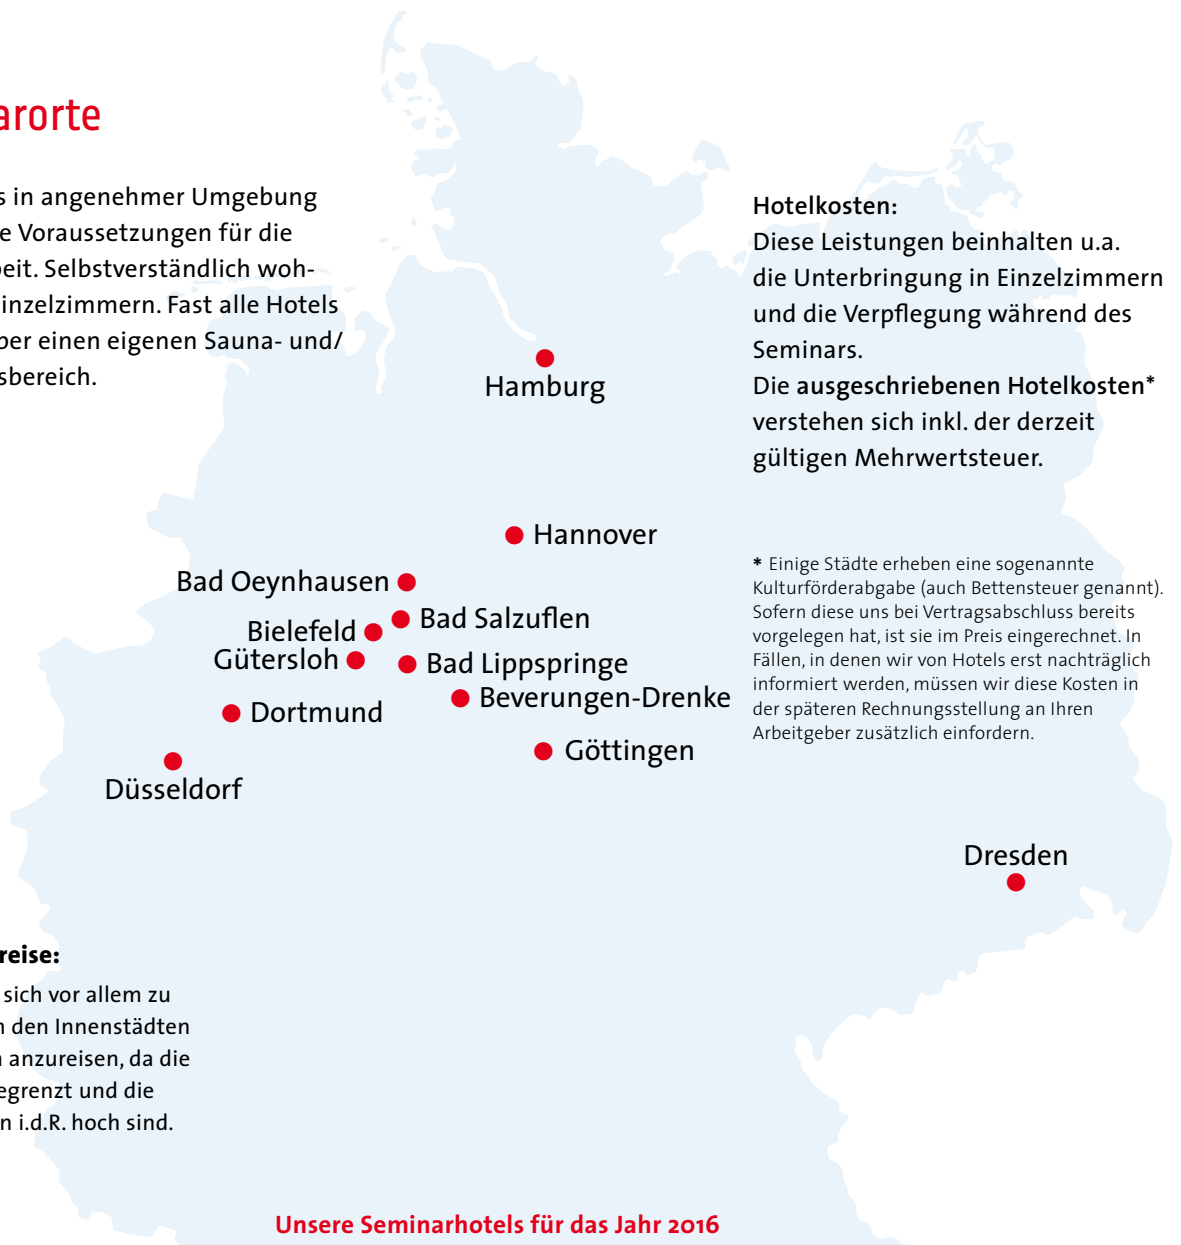 arorte
s in angenehmer Umgebung
e Voraussetzungen für die
beit. Selbstverständlich woh-
inzelzimmern. Fast alle Hotels
ber einen eigenen Sauna- und/
sbereich.
Hotelkosten:
Diese Leistungen beinhalten u.a.
die Unterbringung in Einzelzimmern
und die Verpflegung während des
Seminars.
Die ausgeschriebenen Hotelkosten*
verstehen sich inkl. der derzeit
gültigen Mehrwertsteuer.
* Einige Städte erheben eine sogenannte
Kulturförderabgabe (auch Bettensteuer genannt).
Sofern diese uns bei Vertragsabschluss bereits
vorgelegen hat, ist sie im Preis eingerechnet. In
Fällen, in denen wir von Hotels erst nachträglich
informiert werden, müssen wir diese Kosten in
der späteren Rechnungsstellung an Ihren
Arbeitgeber zusätzlich einfordern.
Hamburg
Hannover
Bad Oeynhausen
Bad Salzuflen
Bielefeld
Gütersloh
Bad Lippspringe
Beverungen-Drenke
Dortmund
Göttingen
Düsseldorf
Dresden
reise:
sich vor allem zu
n den Innenstädten
n anzureisen, da die
egrenzt und die
n i.d.R. hoch sind.
Unsere Seminarhotels für das Jahr 2016